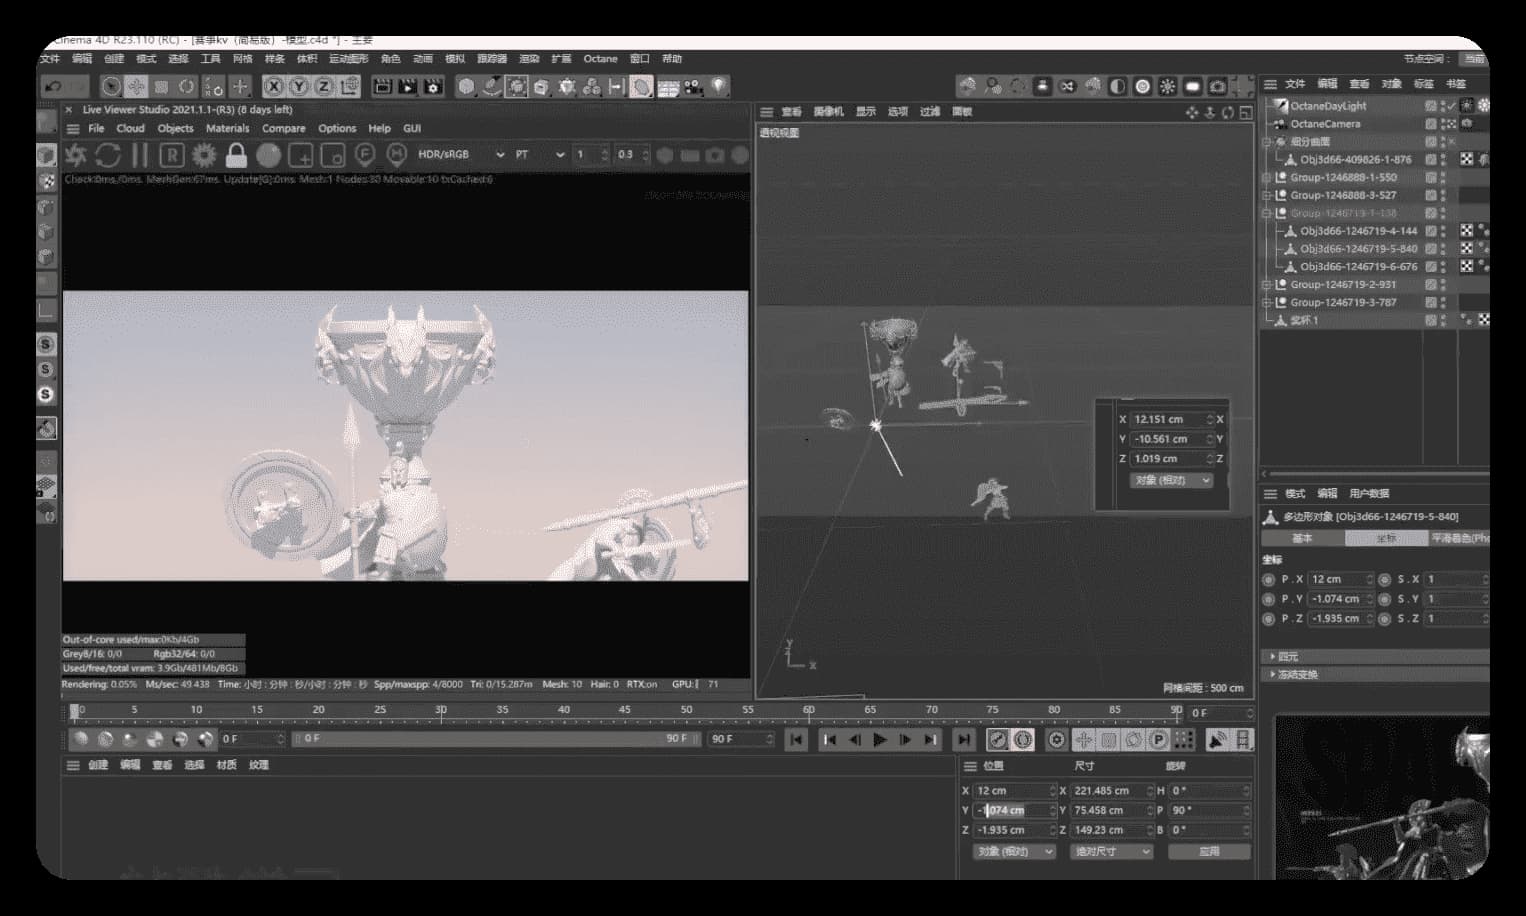 Cinema 4D R23.110 (RC) - [赛事kv（简易版）-模型.c4d *] - 主要
文件 编辑 创建 模式 选择 工具 网格 样条 体积 运动图形 角色 动画 模拟 跟踪器 渲染 扩展 Octane 窗口 帮助 节点空间： 当前
X Y Z
文件 编辑 查看 对象 标签 书签
× Live Viewer Studio 2021.1.1-(R3) (8 days left)
查看 摄像机 显示 选项 过滤 面板
File Cloud Objects Materials Compare Options Help GUI
透视视图
HDR/sRGB PT 1 0.3
OctaneDayLight
OctaneCamera
细分曲面
Obj3d66-409826-1-876
Group-1246888-1-550
Group-1246888-3-527
Group-1246719-1-138
Obj3d66-1246719-4-144
Obj3d66-1246719-5-840
Obj3d66-1246719-6-676
Group-1246719-2-931
Group-1246719-3-787
奖杯.1
Check:0ms./0ms. MeshGen:67ms. Update[G]:0ms. Mesh:1 Nodes:30 Movable:10 txCached:6
S
S
S
X 12.151 cm X
Y -10.561 cm Y
Z 1.019 cm Z
对象 (相对)
Y
X
网格间距 : 500 cm
模式 编辑 用户数据
多边形对象 [Obj3d66-1246719-5-840]
基本 坐标 平滑着色(Pho
坐标
P . X 12 cm S . X 1
P . Y -1.074 cm S . Y 1
P . Z -1.935 cm S . Z 1
四元
冻结变换
Out-of-core used/max:0Kb/4Gb
Grey8/16: 0/0 Rgb32/64: 0/0
Used/free/total vram: 3.9Gb/481Mb/8Gb
Rendering: 0.05% Ms/sec: 49.438 Time: 小时 : 分钟 : 秒/小时 : 分钟 : 秒 Spp/maxspp: 4/8000 Tri: 0/15.287m Mesh: 10 Hair: 0 RTX:on GPU: 71
0 5 10 15 20 25 30 35 40 45 50 55 60 65 70 75 80 85 90 0 F
0 F 0 F 90 F 90 F
创建 编辑 查看 选择 材质 纹理
位置 尺寸 旋转
X 12 cm X 221.485 cm H 0 °
Y -1.074 cm Y 75.458 cm P 90 °
Z -1.935 cm Z 149.23 cm B 0 °
对象 (相对) 绝对尺寸 应用